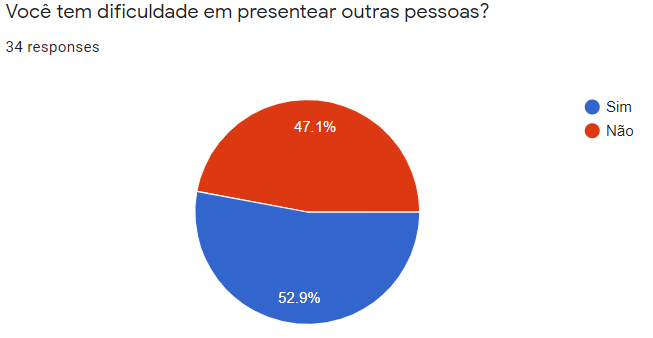 Você tem dificuldade em presentear outras pessoas?
34 responses
47.1%
Sim
Não
52.9%